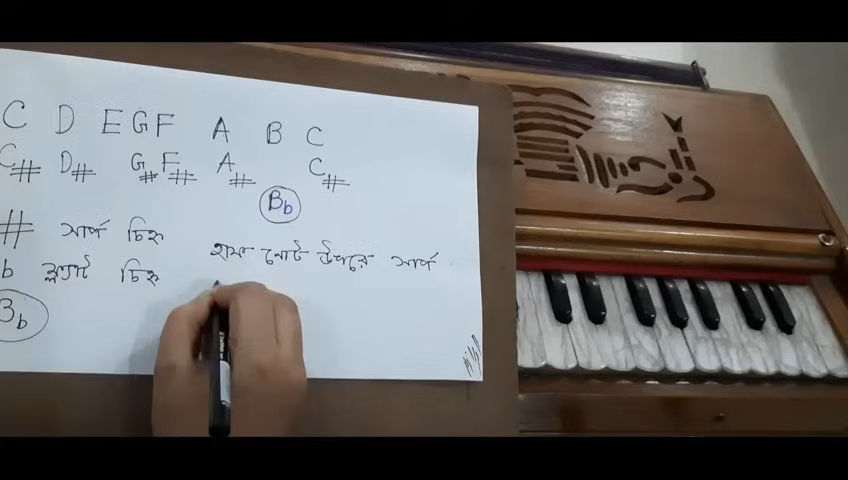 C D E G F A B C
C# D# G# F# A# C#
Bb
# সার্প চিহ্ন হাফ নোট উপরে সার্প
b ফ্ল্যাট চিহ্ন
Bb